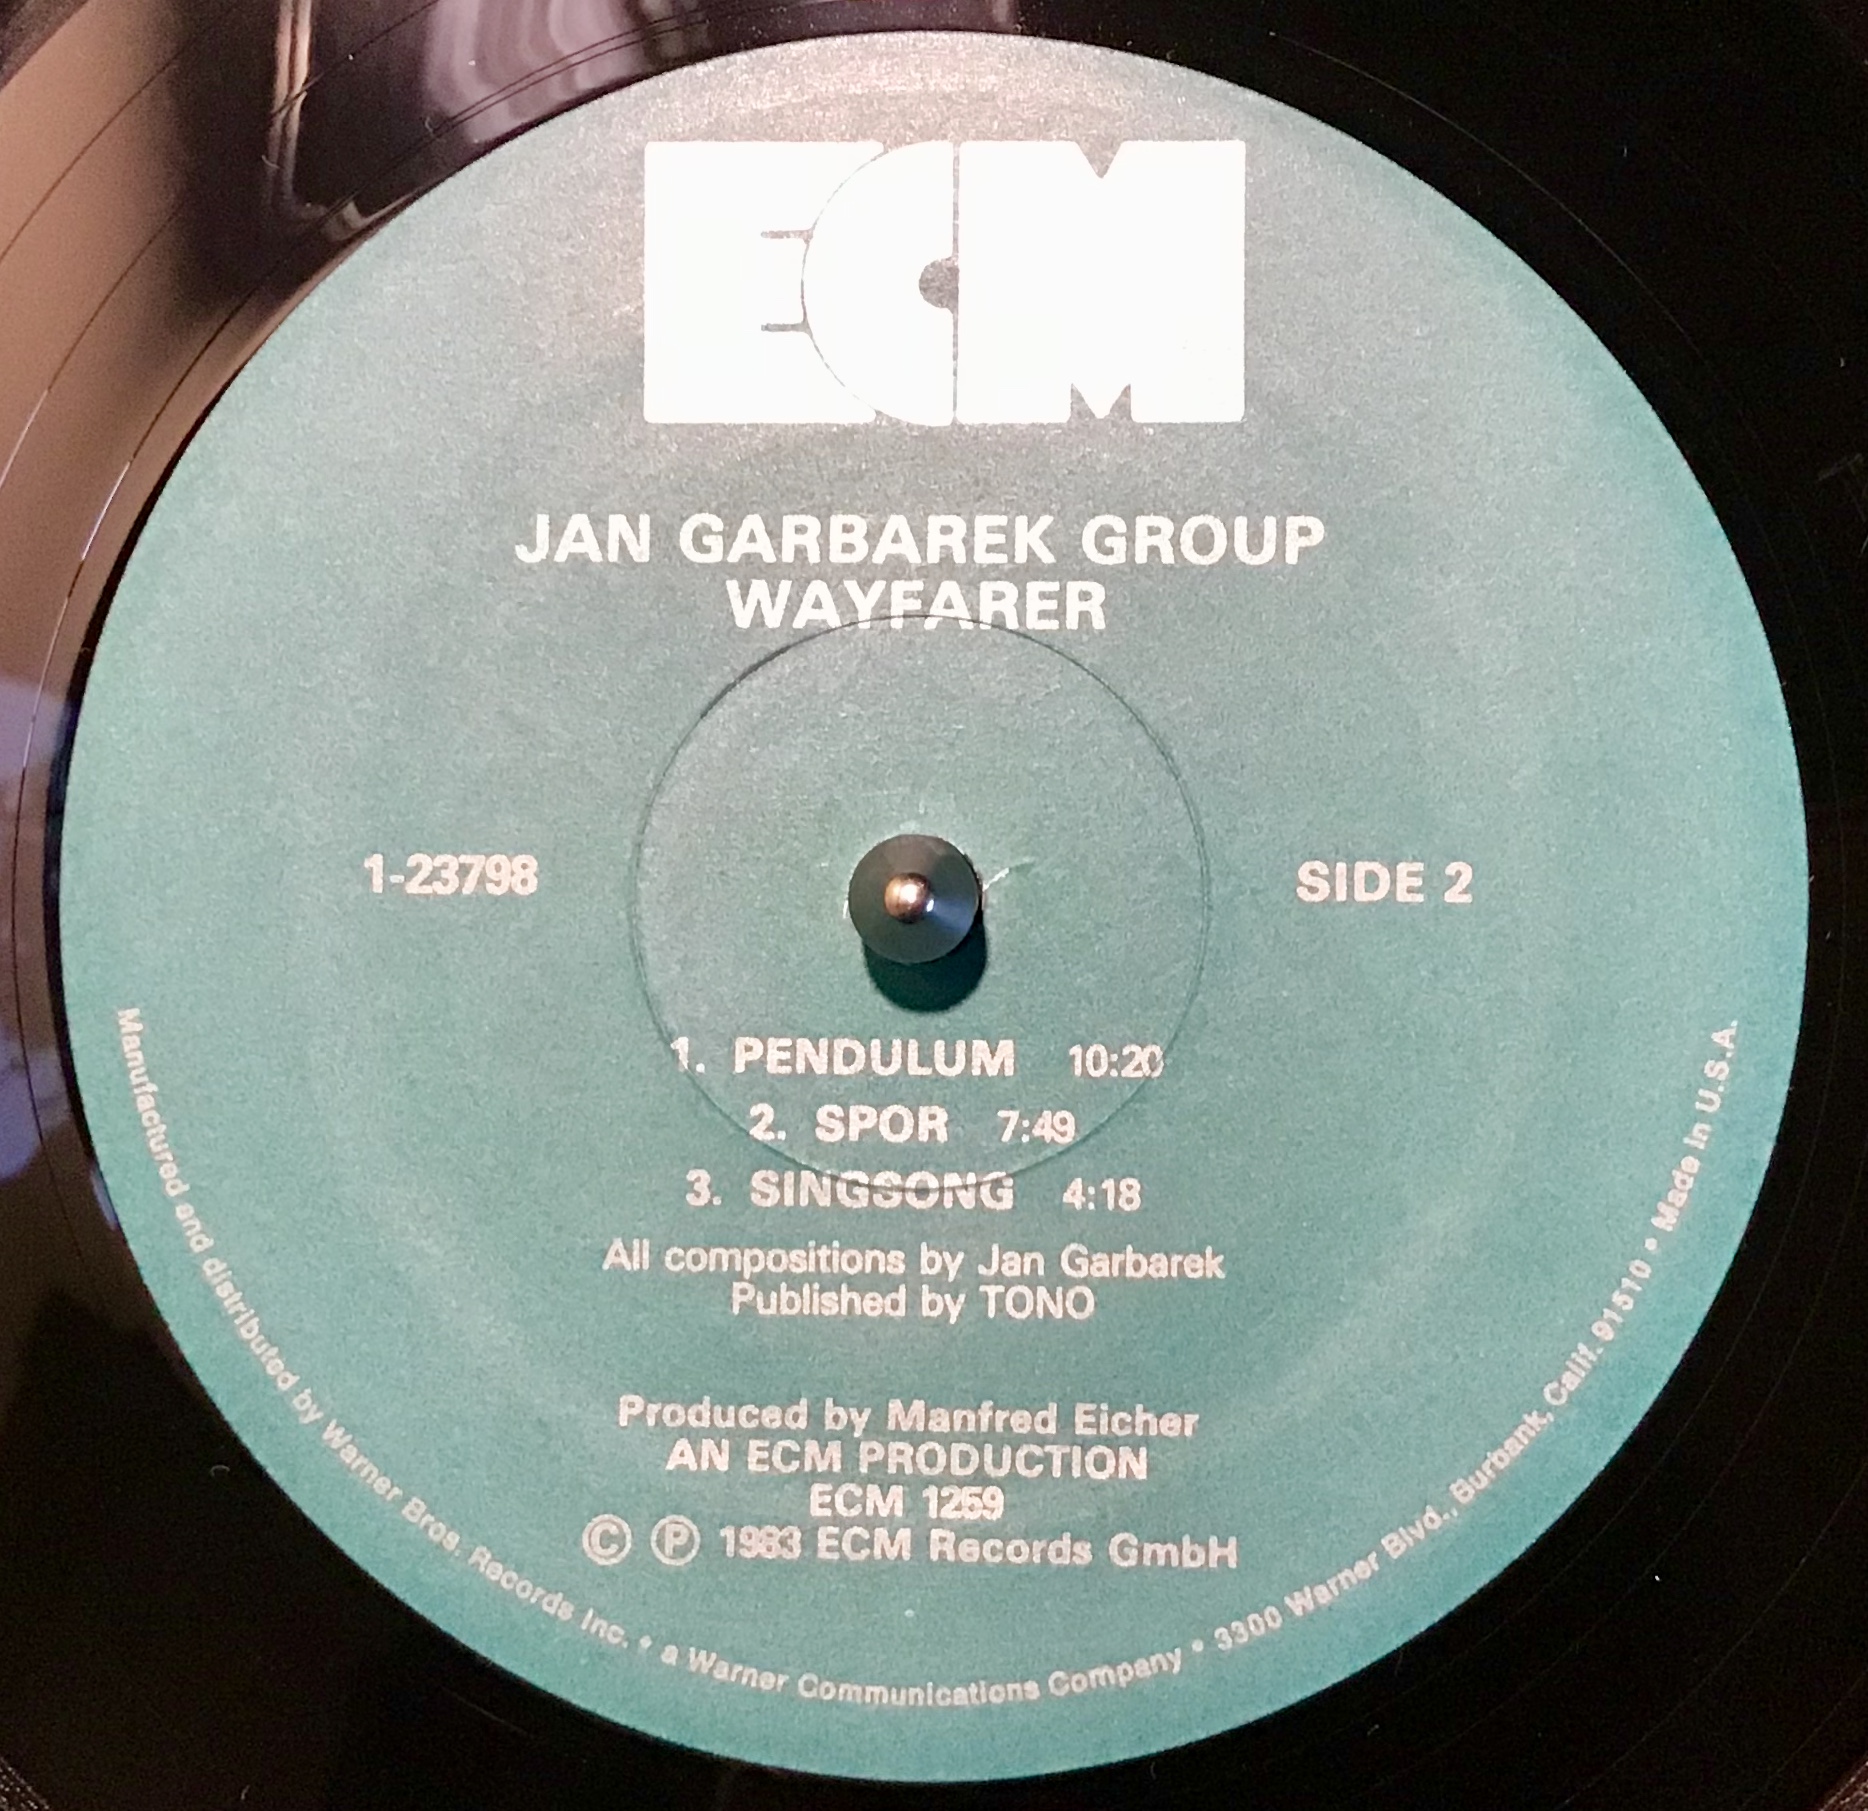 ECM
JAN GARBAREK GROUP
WAYFARER
1-23798
SIDE 2
1. PENDULUM 10:20
2. SPOR 7:49
3. SINGSONG 4:18
All compositions by Jan Garbarek
Published by TONO
Produced by Manfred Eicher
AN ECM PRODUCTION
ECM 1259
© ℗ 1983 ECM Records GmbH
Manufactured and distributed by Warner Bros. Records Inc. • a Warner Communications Company • 3300 Warner Blvd., Burbank, Calif. 91510 • Made in U.S.A.